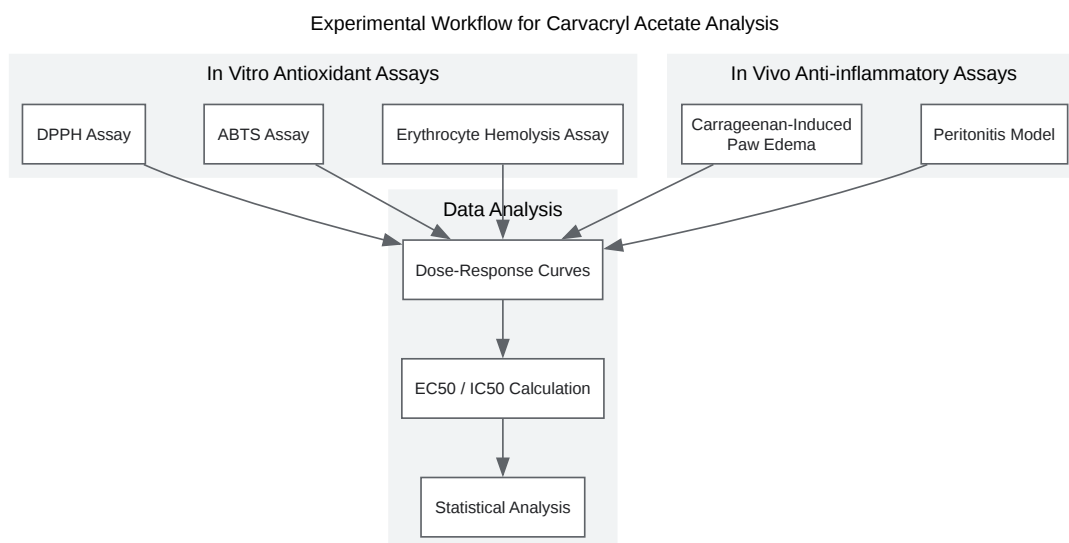 Experimental Workflow for Carvacryl Acetate Analysis
In Vitro Antioxidant Assays
In Vivo Anti-inflammatory Assays
DPPH Assay
ABTS Assay
Erythrocyte Hemolysis Assay
Carrageenan-Induced
Paw Edema
Peritonitis Model
Data Analysis
Dose-Response Curves
EC50 / IC50 Calculation
Statistical Analysis